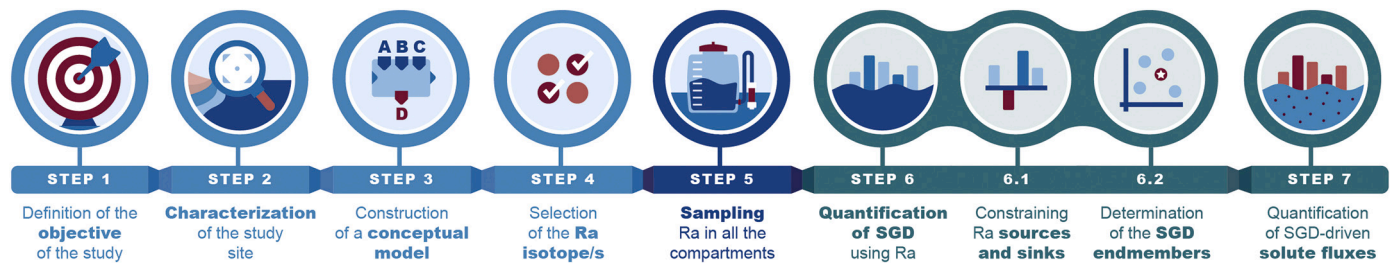 A B C
D
STEP 1
Definition of the
objective
of the study
STEP 2
Characterization
of the study
site
STEP 3
Construction
of a conceptual
model
STEP 4
Selection
of the Ra
isotope/s
STEP 5
Sampling
Ra in all the
compartments
STEP 6
Quantification
of SGD
using Ra
6.1
Constraining
Ra sources
and sinks
6.2
Determination
of the SGD
endmembers
STEP 7
Quantification
of SGD-driven
solute fluxes